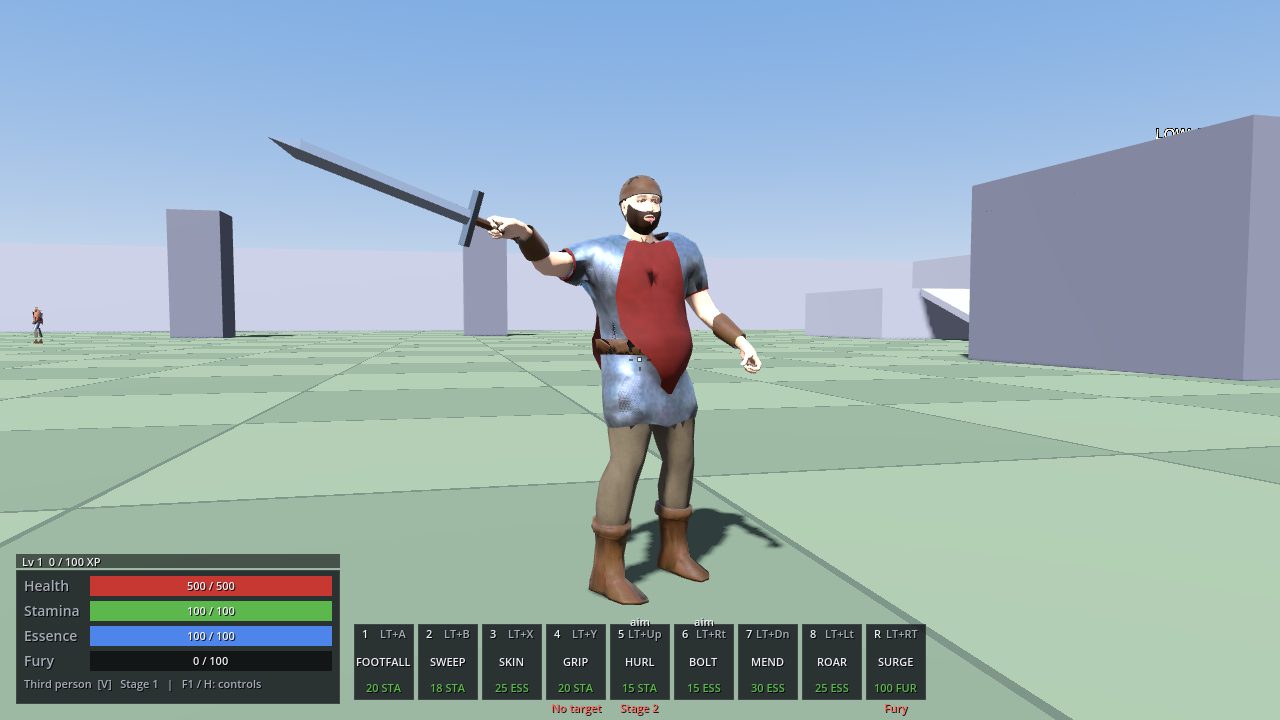 Lv 1 0 / 100 XP
Health 500 / 500
Stamina 100 / 100
Essence 100 / 100
Fury 0 / 100
Third person [V] Stage 1 | F1 / H: controls
aim aim
1 LT+A 2 LT+B 3 LT+X 4 LT+Y 5 LT+Up 6 LT+Rt 7 LT+Dn 8 LT+Lt R LT+RT
FOOTFALL SWEEP SKIN GRIP HURL BOLT MEND ROAR SURGE
20 STA 18 STA 25 ESS 20 STA 15 STA 15 ESS 30 ESS 25 ESS 100 FUR
No target Stage 2 Fury